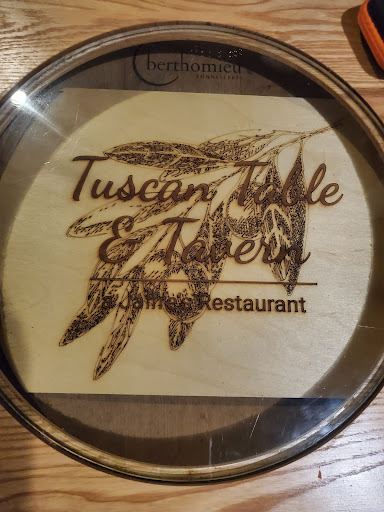 berthomieu
Tuscan Table
& Tavern
a Jaime's Restaurant